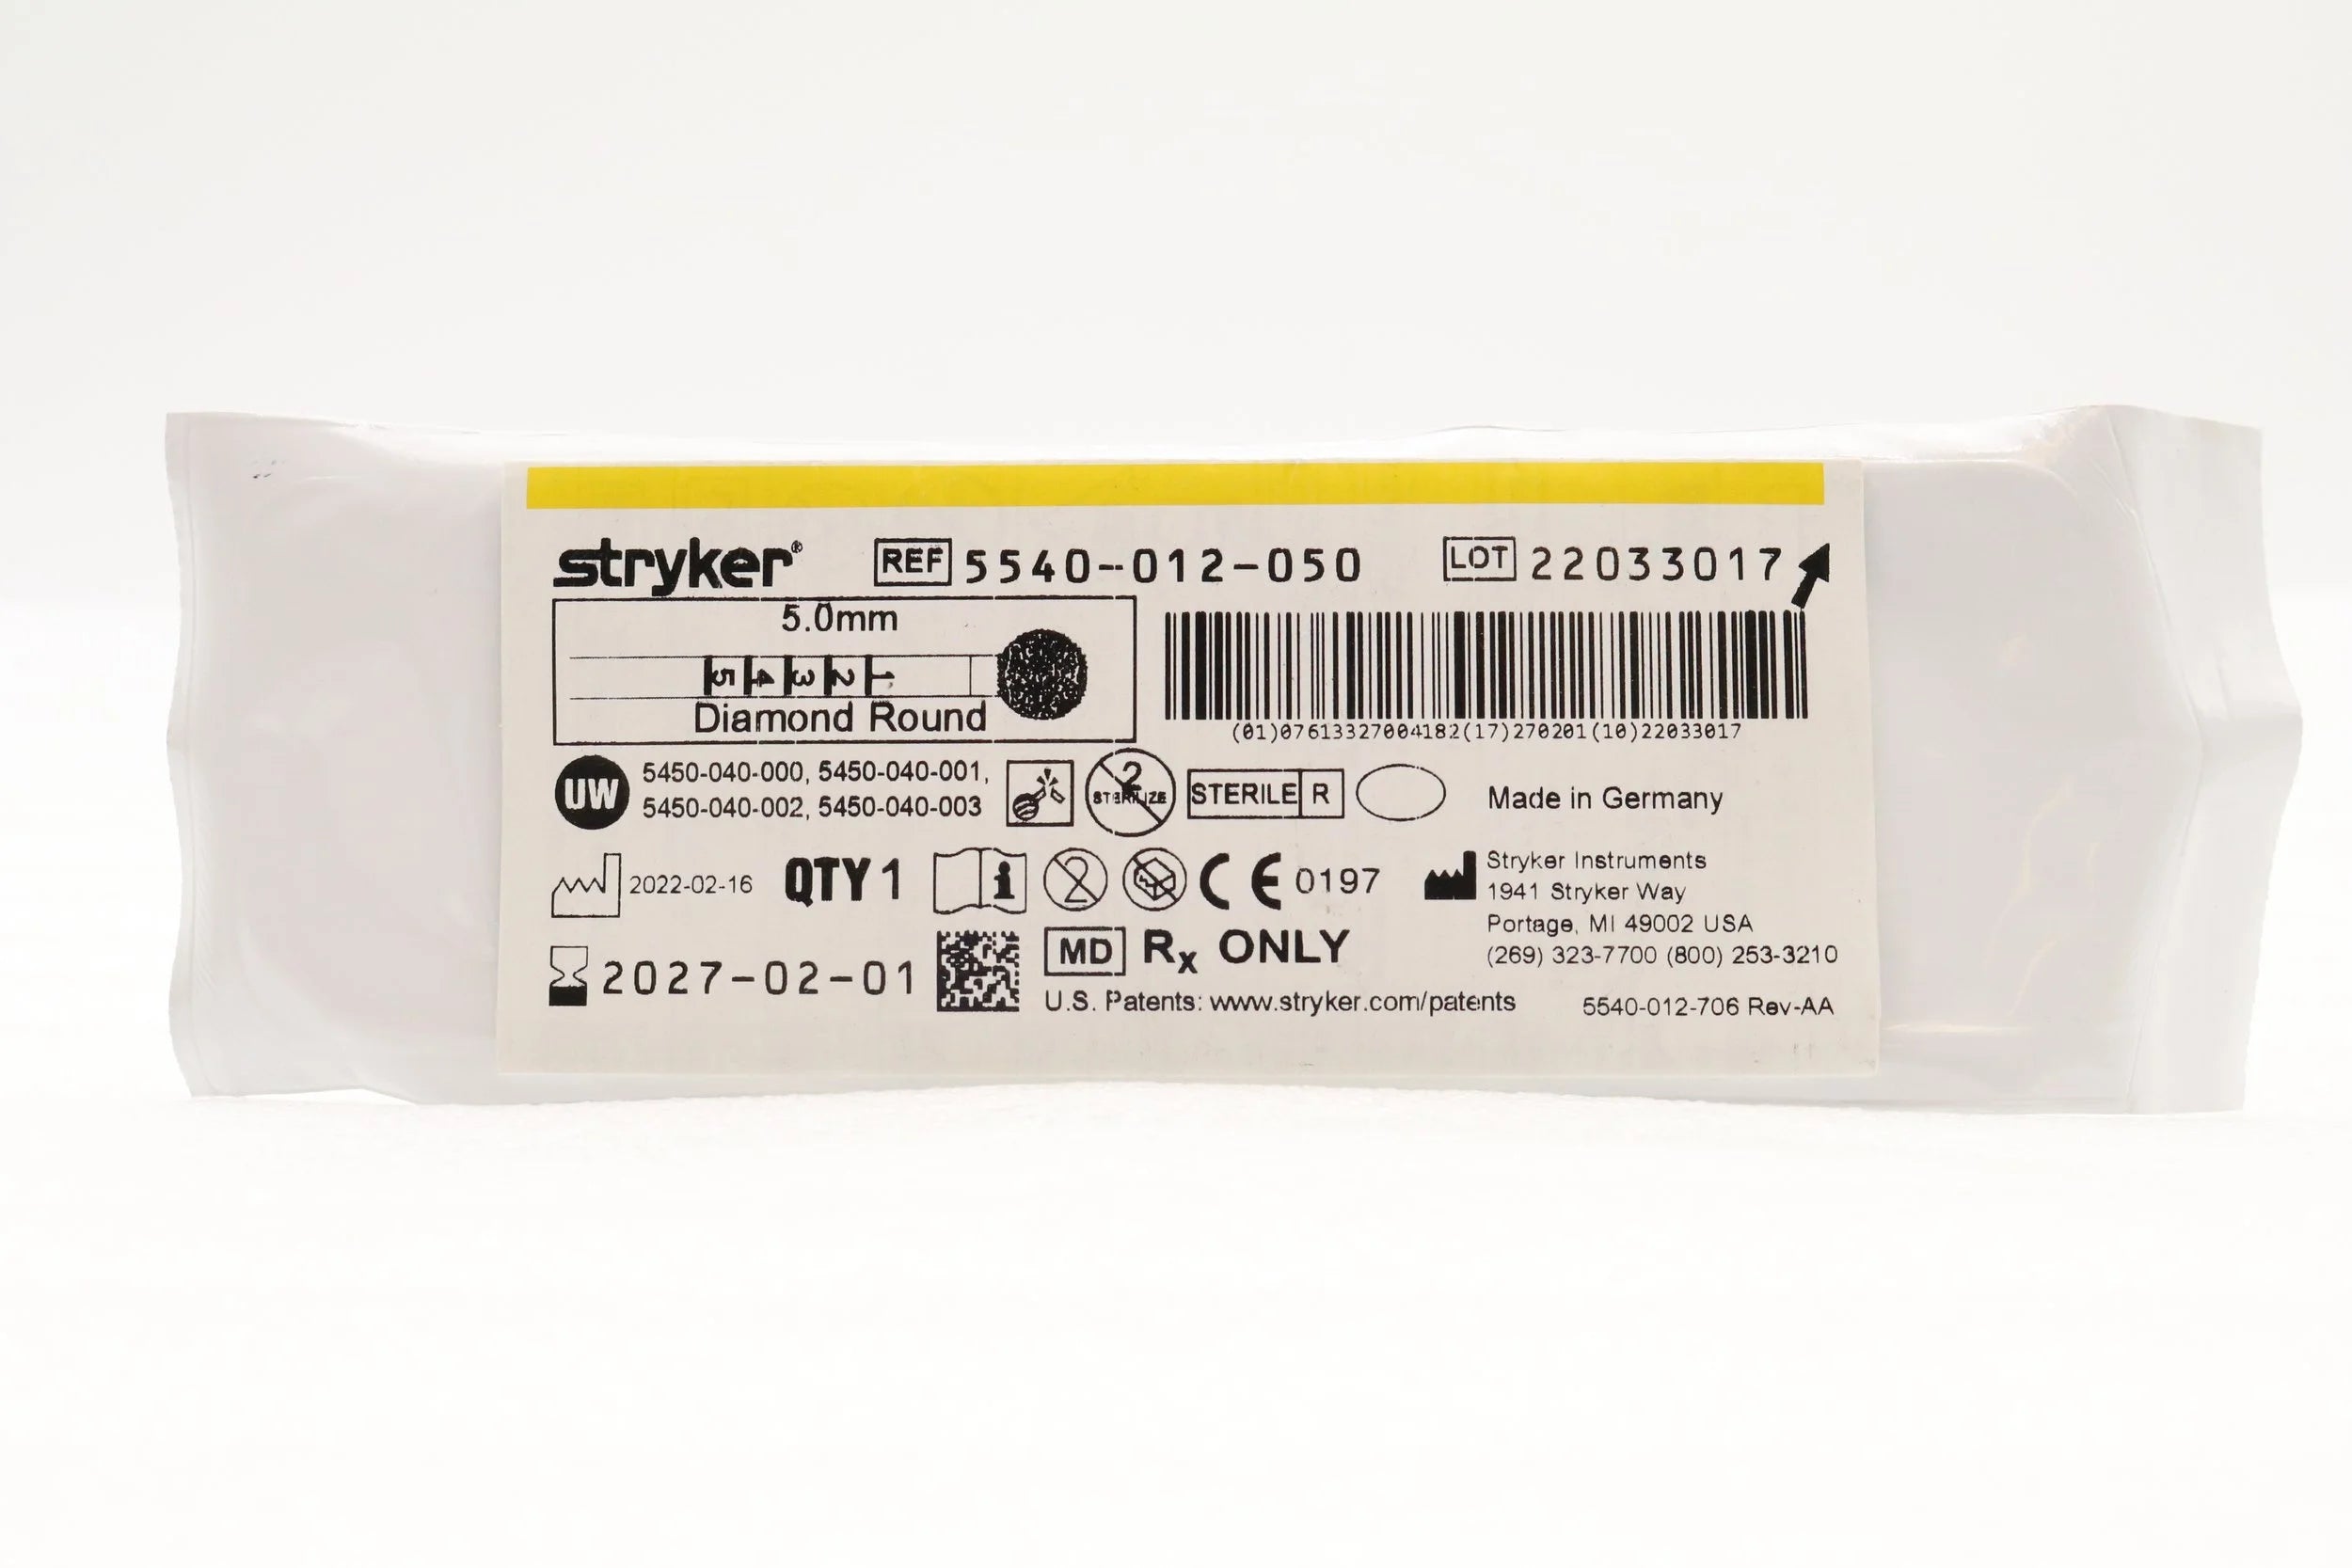 stryker®
REF 5540-012-050
LOT 22033017
5.0mm
5 4 3 2 1
Diamond Round
(01)07613327004182(17)270201(10)22033017
UW 5450-040-000, 5450-040-001,
5450-040-002, 5450-040-003
2 STERILIZE
STERILE R
Made in Germany
2022-02-16
QTY 1
i
2
CE 0197
Stryker Instruments
1941 Stryker Way
Portage, MI 49002 USA
(269) 323-7700 (800) 253-3210
2027-02-01
MD Rx ONLY
U.S. Patents: www.stryker.com/patents
5540-012-706 Rev-AA